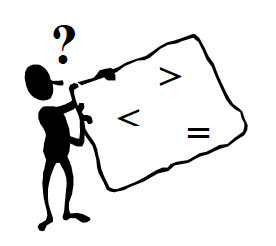 ?
>
<
=